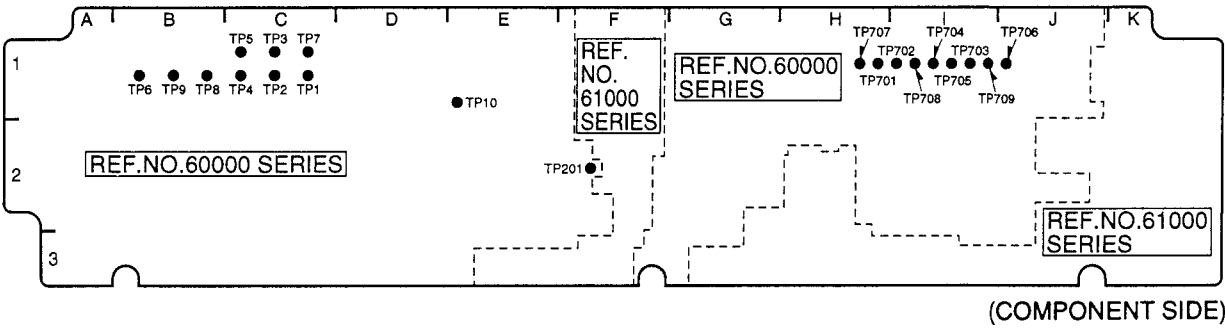 A B C D E F G H I J K
1
2
3
TP5 TP3 TP7
TP6 TP9 TP8 TP4 TP2 TP1
TP10
TP201
REF.NO.60000 SERIES
REF.
NO.
61000
SERIES
REF.NO.60000
SERIES
TP707 TP704 TP706
TP702 TP703
TP701 TP705
TP708 TP709
REF.NO.61000
SERIES
(COMPONENT SIDE)